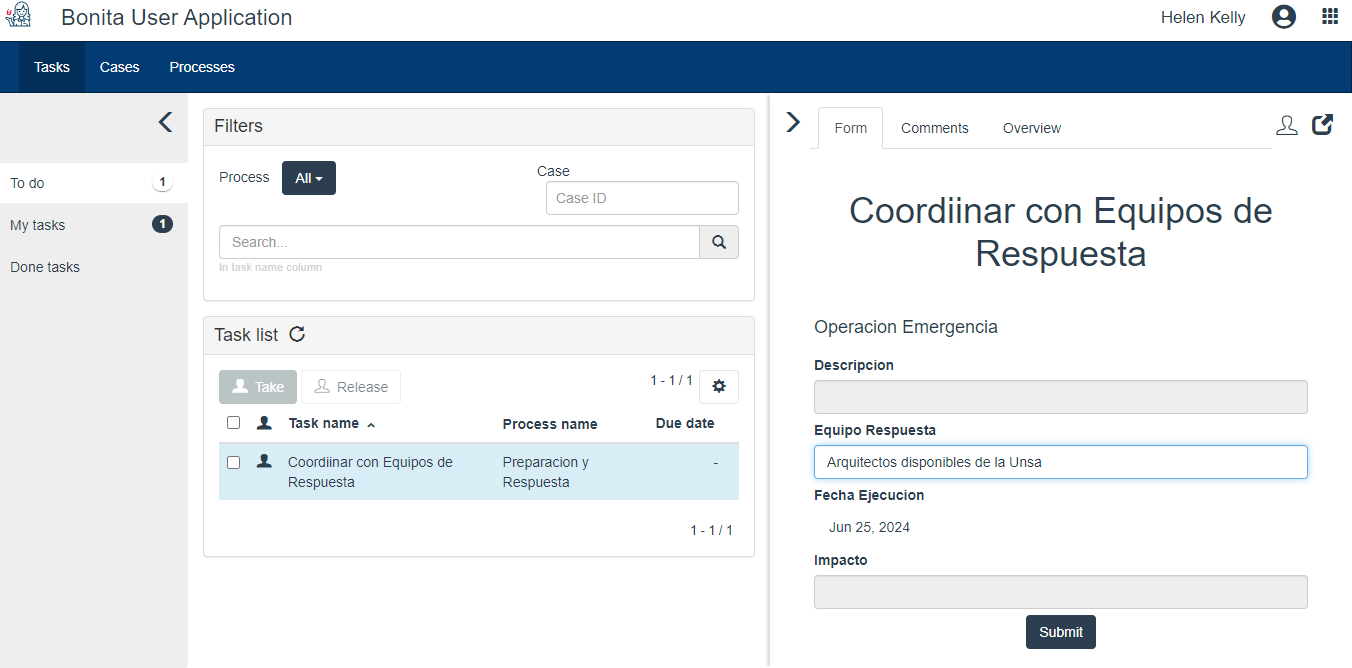 Bonita User Application
Helen Kelly
Tasks Cases Processes
To do 1
My tasks 1
Done tasks
Filters
Process All
Case
Case ID
Search...
In task name column
Task list
Take Release 1 - 1 / 1
Task name Process name Due date
Coordiinar con Equipos de Respuesta Preparacion y Respuesta -
1 - 1 / 1
Form Comments Overview
Coordiinar con Equipos de
Respuesta
Operacion Emergencia
Descripcion
Equipo Respuesta
Arquitectos disponibles de la Unsa
Fecha Ejecucion
Jun 25, 2024
Impacto
Submit